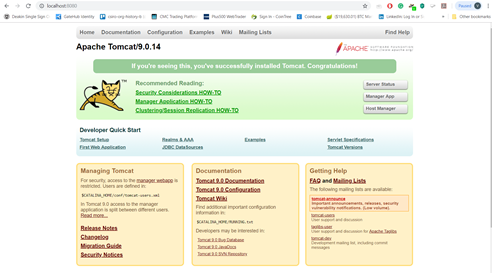 localhost:8080
Paused
Deakin Single Sign C
GateHub Identity
CMC Trading Platfo
Plus500 WebTrader
Sign In - CoinTree
Coinbase
LinkedIn: Log In or S
Other bookmarks
Home Documentation Configuration Examples Wiki Mailing Lists Find Help
Apache Tomcat/9.0.14
APACHE
If you're seeing this, you've successfully installed Tomcat. Congratulations!
Recommended Reading:
Security Considerations HOW-TO
Manager Application HOW-TO
Clustering/Session Replication HOW-TO
Server Status
Manager App
Host Manager
Developer Quick Start
Tomcat Setup
First Web Application
Realms & AAA
JDBC DataSources
Examples
Servlet Specifications
Tomcat Versions
Managing Tomcat
For security, access to the manager webapp is
restricted. Users are defined in:
$CATALINA_HOME/conf/tomcat-users.xml
In Tomcat 9.0 access to the manager
application is split between different users.
Read more...
Release Notes
Changelog
Migration Guide
Security Notices
Documentation
Tomcat 9.0 Documentation
Tomcat 9.0 Configuration
Tomcat Wiki
Find additional important configuration
information in:
$CATALINA_HOME/RUNNING.txt
Developers may be interested in:
Tomcat 9.0 Bug Database
Tomcat 9.0 JavaDocs
Tomcat 9.0 SVN Repository
Getting Help
FAQ and Mailing Lists
The following mailing lists are available:
tomcat-announce
Important announcements, releases, security
vulnerability notifications. (Low volume).
tomcat-users
User support and discussion
taglibs-user
User support and discussion for Apache Taglibs
tomcat-dev
Development mailing list, including commit
messages